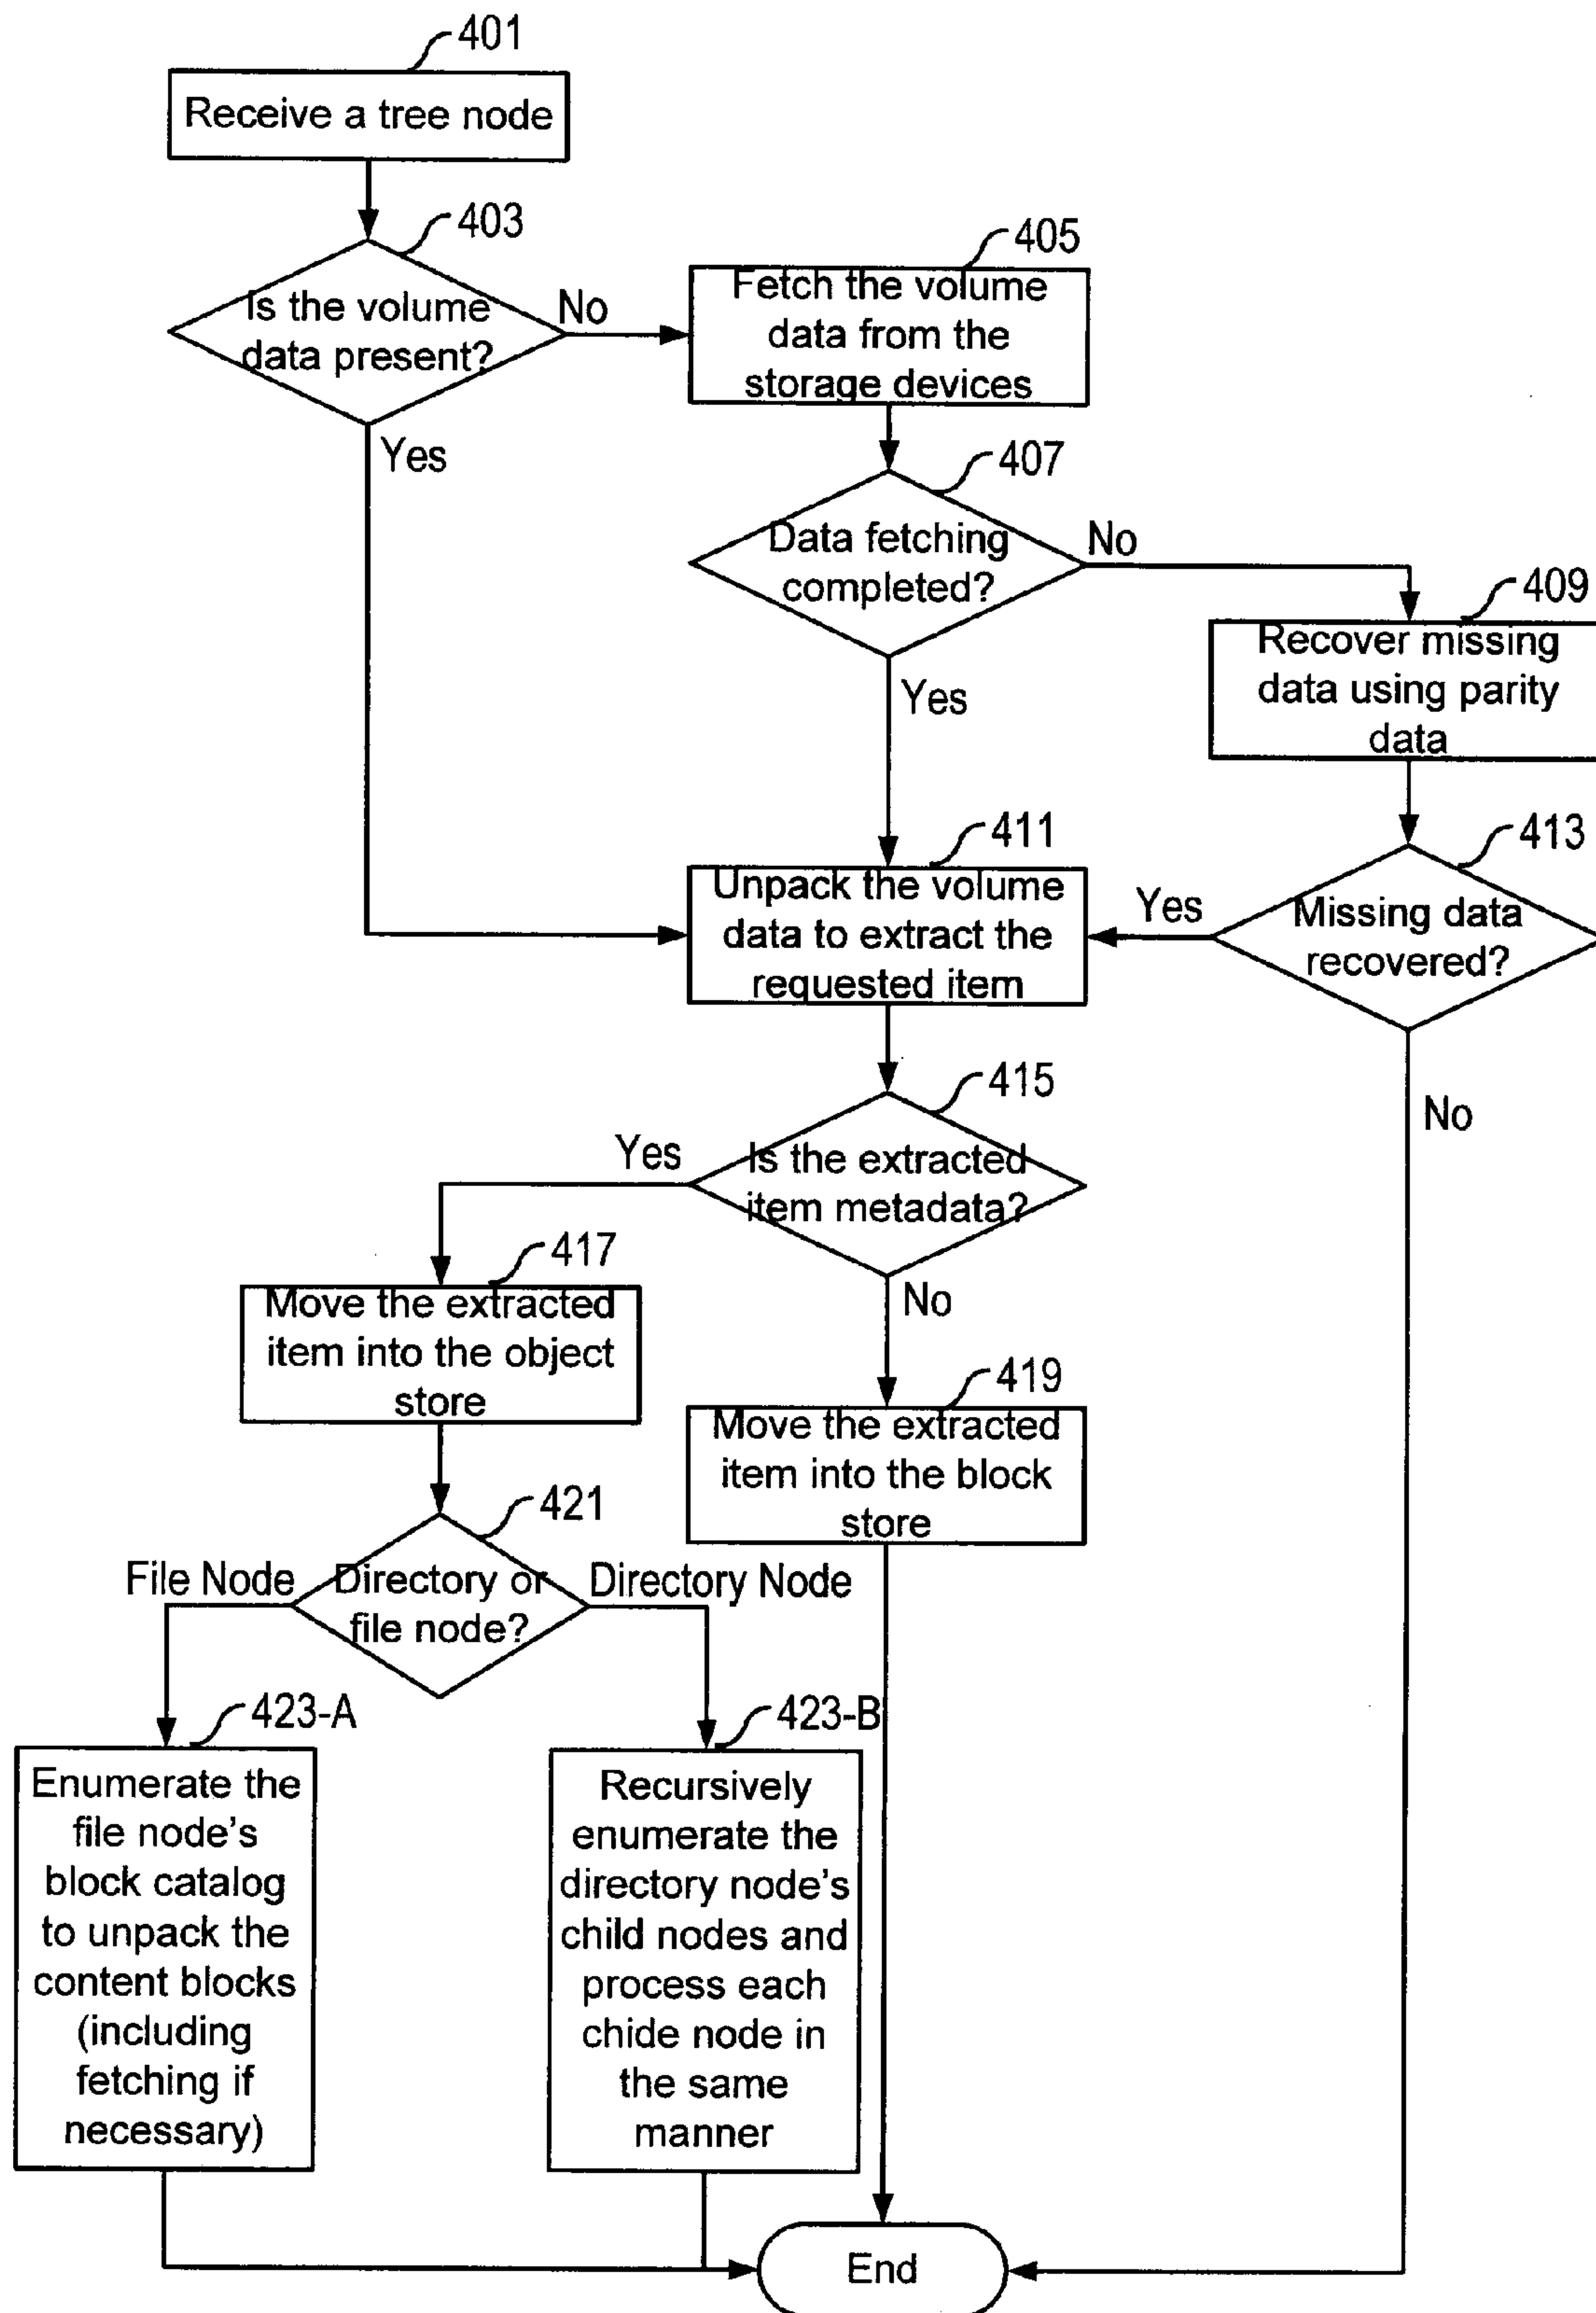 401
Receive a tree node
403
Is the volume
data present?
No
Yes
405
Fetch the volume
data from the
storage devices
407
Data fetching
completed?
No
Yes
409
Recover missing
data using parity
data
411
Unpack the volume
data to extract the
requested item
413
Missing data
recovered?
Yes
No
415
Is the extracted
item metadata?
Yes
No
417
Move the extracted
item into the object
store
419
Move the extracted
item into the block
store
421
Directory or
file node?
File Node
Directory Node
423-A
Enumerate the
file node's
block catalog
to unpack the
content blocks
(including
fetching if
necessary)
423-B
Recursively
enumerate the
directory node's
child nodes and
process each
chide node in
the same
manner
End